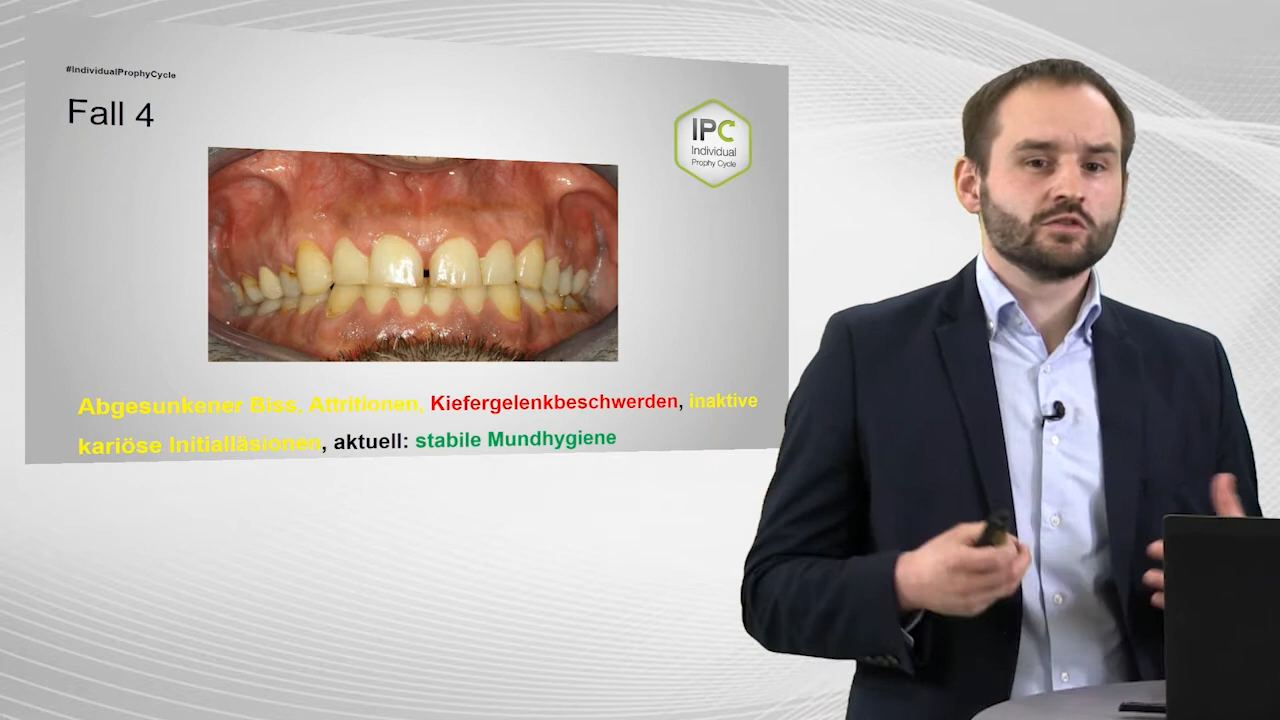 #IndividualProphyCycle
Fall 4
IPC
Individual
Prophy Cycle
Abgesunkener Biss, Attritionen, Kiefergelenkbeschwerden, inaktive
kariöse Initialläsionen, aktuell: stabile Mundhygiene